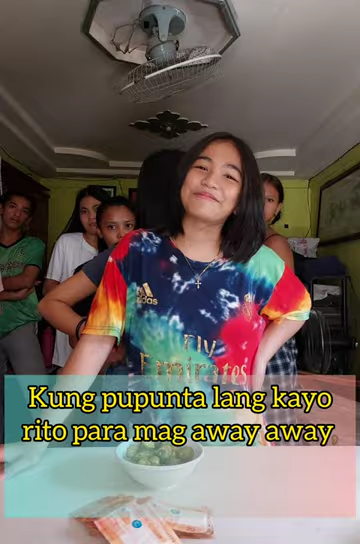 adidas
Fly
Emirates
Kung pupunta lang kayo
rito para mag away away